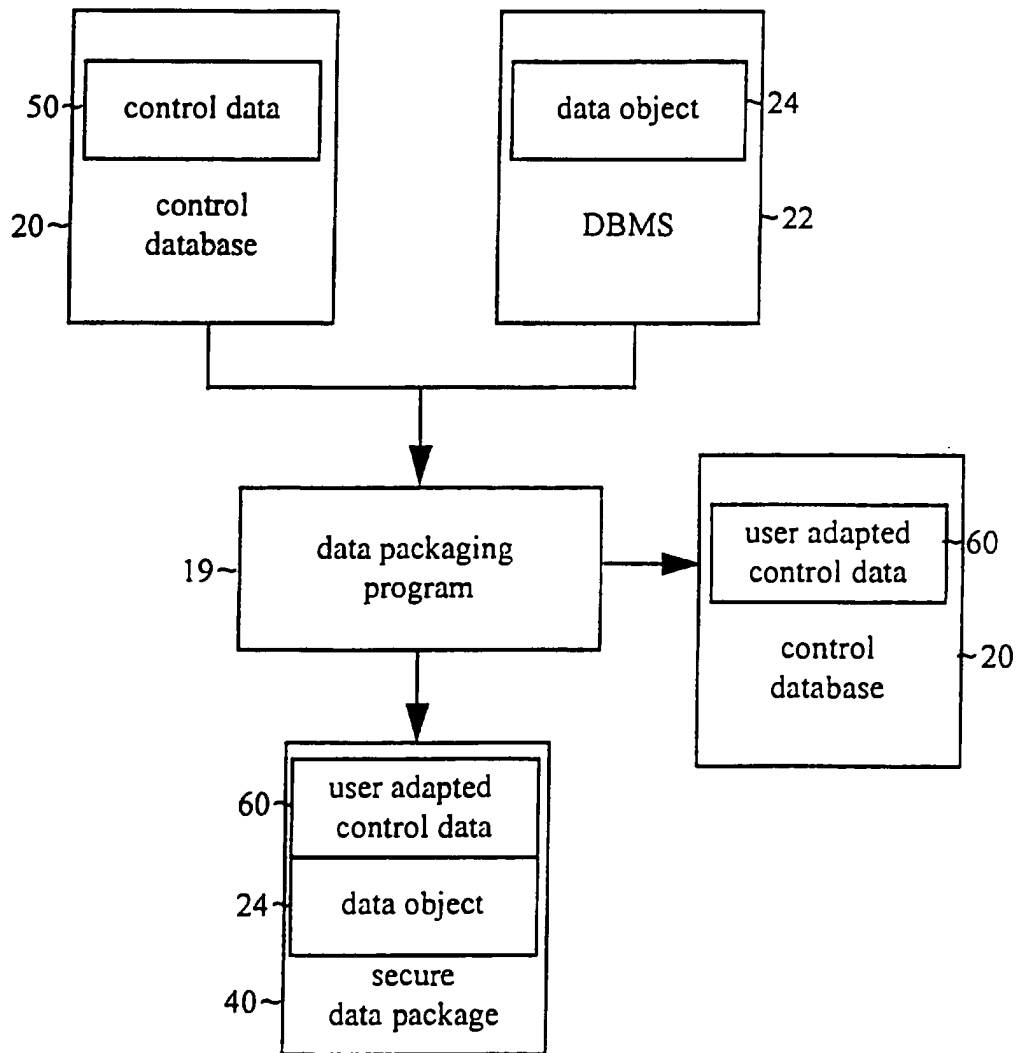 50~ control data
data object ~24
20~ control
database
DBMS ~22
19~ data packaging
program
user adapted
control data ~60
control
database ~20
60~ user adapted
control data
24~ data object
40~ secure
data package